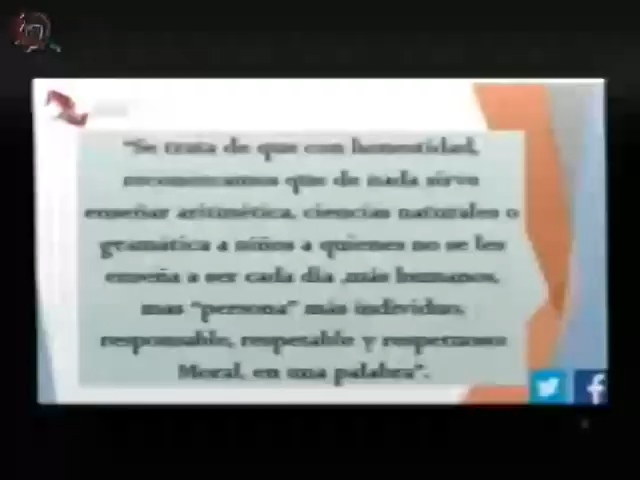 "Se trata de que con honestidad,
reconozcamos que de nada sirve
enseñar aritmética, ciencias naturales o
gramática a niños a quienes no se les
enseña a ser cada día ,más humanos,
mas "persona" más individuo,
responsable, respetable y respetuoso
Moral, en una palabra".